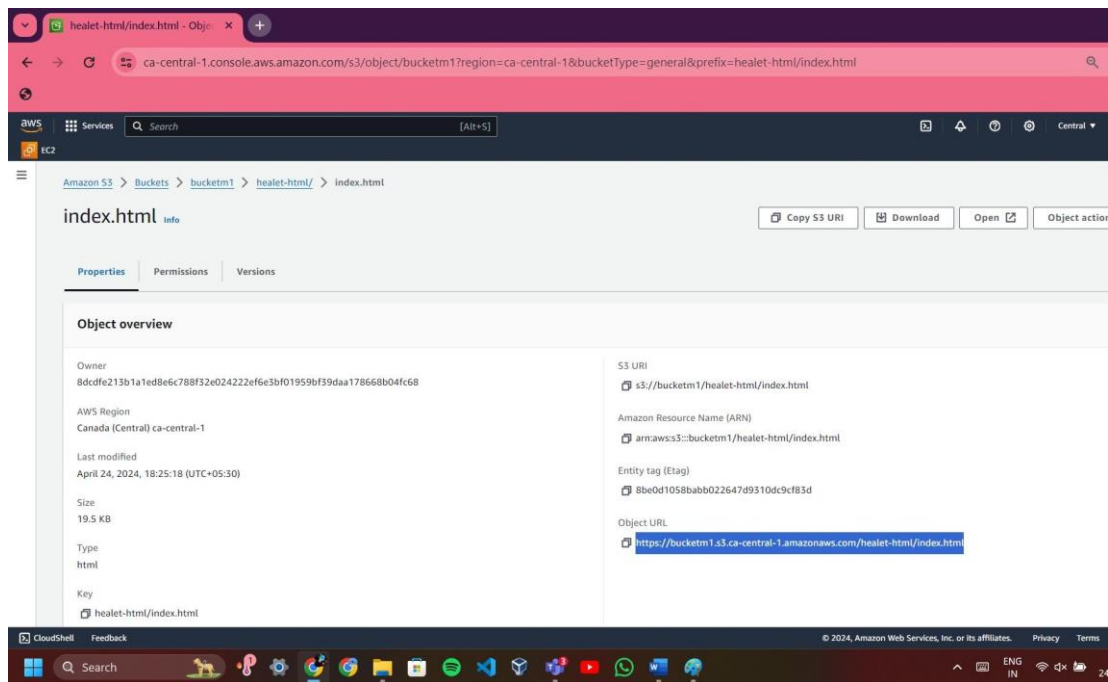 healet-html/index.html - Obje
ca-central-1.console.aws.amazon.com/s3/object/bucketm1?region=ca-central-1&bucketType=general&prefix=healet-html/index.html
aws
Services
Search
[Alt+S]
Central
EC2
Amazon S3 > Buckets > bucketm1 > healet-html/ > index.html
index.html Info
Copy S3 URI
Download
Open
Object action
Properties
Permissions
Versions
Object overview
Owner
8dcdfe213b1a1ed8e6c788f32e024222ef6e3bf01959bf39daa178668b04fc68
AWS Region
Canada (Central) ca-central-1
Last modified
April 24, 2024, 18:25:18 (UTC+05:30)
Size
19.5 KB
Type
html
Key
healet-html/index.html
S3 URI
s3://bucketm1/healet-html/index.html
Amazon Resource Name (ARN)
arn:aws:s3:::bucketm1/healet-html/index.html
Entity tag (Etag)
8be0d1058babb022647d9310dc9cf83d
Object URL
https://bucketm1.s3.ca-central-1.amazonaws.com/healet-html/index.html
CloudShell
Feedback
© 2024, Amazon Web Services, Inc. or its affiliates.
Privacy
Terms
Search
3
ENG
IN
24